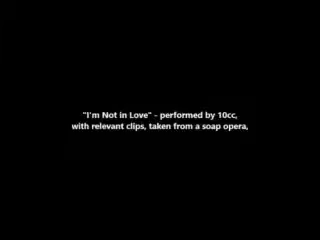 "I'm Not in Love" - performed by 10cc,
with relevant clips, taken from a soap opera,